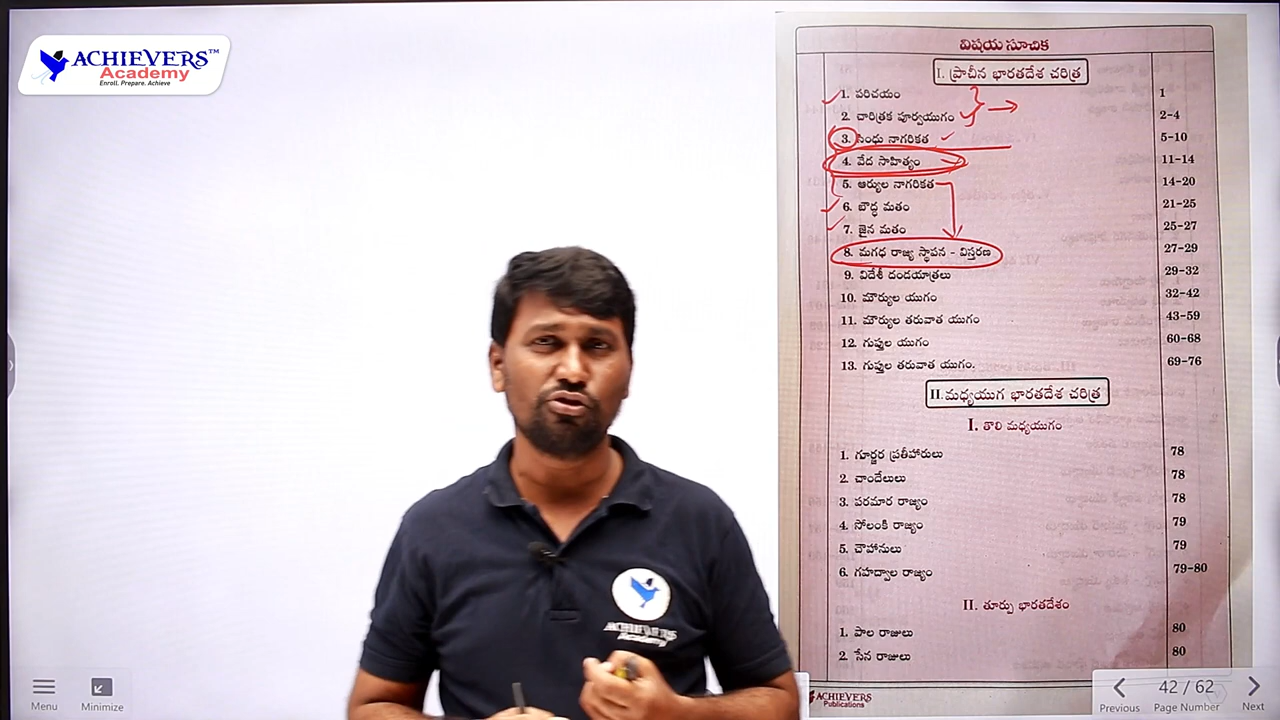 ACHIEVERS™
Academy
Enroll. Prepare. Achieve
విషయ సూచిక
I. ప్రాచీన భారతదేశ చరిత్ర
1. పరిచయం 1
2. చారిత్రక పూర్వయుగం 2-4
3. సింధు నాగరికత 5-10
4. వేద సాహిత్యం 11-14
5. ఆర్యుల నాగరికత 14-20
6. బౌద్ధ మతం 21-25
7. జైన మతం 25-27
8. మగధ రాజ్య స్థాపన - విస్తరణ 27-29
9. విదేశీ దండయాత్రలు 29-32
10. మౌర్యుల యుగం 32-42
11. మౌర్యుల తరువాత యుగం 43-59
12. గుప్తుల యుగం 60-68
13. గుప్తుల తరువాత యుగం. 69-76
II. మధ్యయుగ భారతదేశ చరిత్ర
I. తొలి మధ్యయుగం
1. గూర్జర ప్రతీహారులు 78
2. చాందేలులు 78
3. పరమార రాజ్యం 78
4. సోలంకి రాజ్యం 79
5. చౌహానులు 79
6. గహద్వాల రాజ్యం 79-80
II. తూర్పు భారతదేశం
1. పాల రాజులు 80
2. సేన రాజులు 80
ACHIEVERS
Publications
ACHIEVERS
Academy
Menu
Minimize
42 / 62
Previous Page Number Next